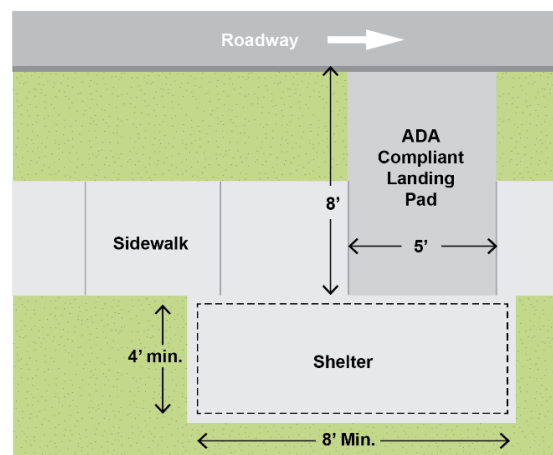 Roadway
ADA
Compliant
Landing
Pad
8’
Sidewalk
5’
4’ min.
Shelter
8’ Min.